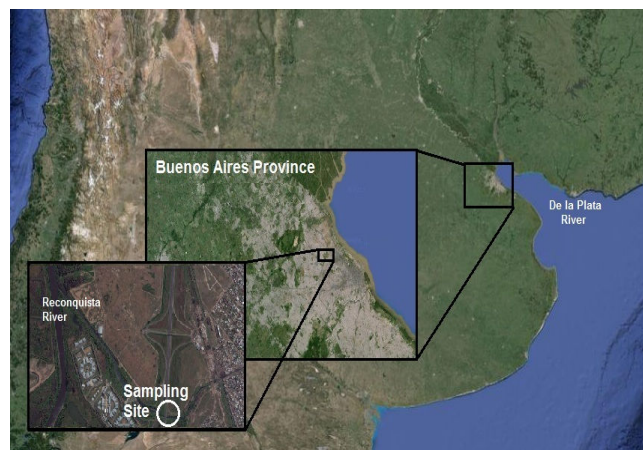 Buenos Aires Province
De la Plata
River
Reconquista
River
Sampling
Site